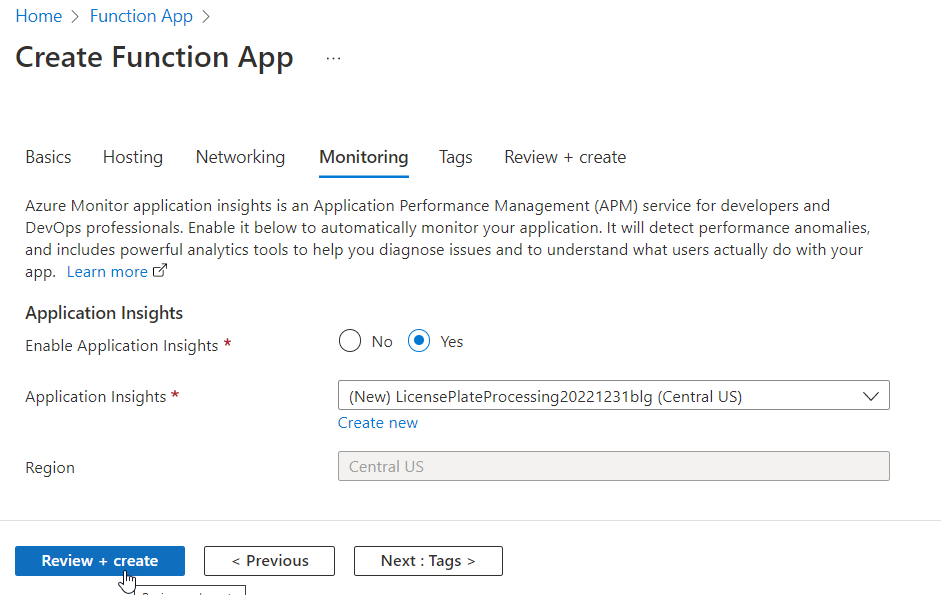 Home > Function App >
Create Function App ...
Basics Hosting Networking Monitoring Tags Review + create
Azure Monitor application insights is an Application Performance Management (APM) service for developers and
DevOps professionals. Enable it below to automatically monitor your application. It will detect performance anomalies,
and includes powerful analytics tools to help you diagnose issues and to understand what users actually do with your
app. Learn more
Application Insights
Enable Application Insights * No Yes
Application Insights * (New) LicensePlateProcessing20221231blg (Central US)
Create new
Region Central US
Review + create < Previous Next : Tags >